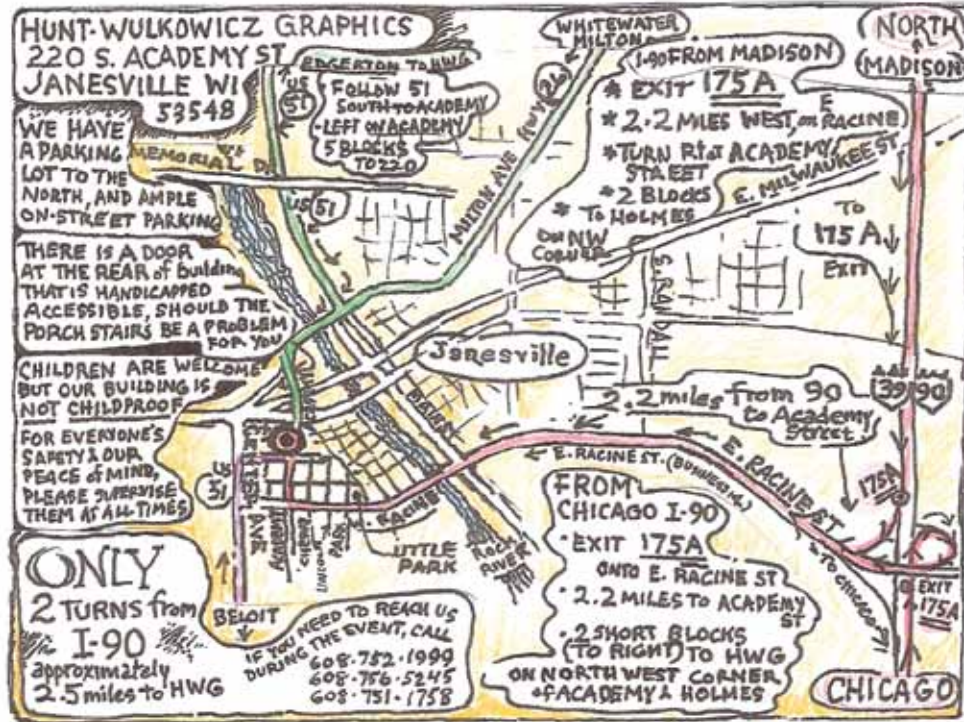 HUNT-WULKOWICZ GRAPHICS
220 S. ACADEMY ST
JANESVILLE WI
53548
WE HAVE
A PARKING
LOT TO THE
NORTH, AND AMPLE
ON-STREET PARKING
THERE IS A DOOR
AT THE REAR of building
THAT IS HANDICAPPED
ACCESSIBLE, SHOULD THE
PORCH STAIRS BE A PROBLEM
FOR YOU
CHILDREN ARE WELCOME
BUT OUR BUILDING IS
NOT CHILDPROOF
FOR EVERYONE'S
SAFETY & OUR
PEACE of MIND,
PLEASE SUPERVISE
THEM AT ALL TIMES
ONLY
2 TURNS from
I-90
approximately
2.5 miles to HWG
EDGERTON TO HWG
FOLLOW 51
SOUTH TO ACADEMY
-LEFT ON ACADEMY
5 BLOCKS
TO 220
US
51
MEMORIAL
US 51
WHITEWATER
MILTON
HWY 26
MILTON AVE
I-90 FROM MADISON
* EXIT 175A
* 2.2 MILES WEST, on E RACINE
* TURN Rt at ACADEMY
STREET
* 2 BLOCKS
* TO HOLMES
ON NW
CORNER
NORTH
(MADISON)
E. MILWAUKEE ST
TO
175A
EXIT
S. RANDALL
Janesville
39
90
2.2 miles from 90
to Academy
Street
175A
E. RACINE ST. (BUSINESS
E. RACINE ST
TO CHICAGO
EXIT
175A
CHICAGO
FROM
CHICAGO I-90
· EXIT 175A
ONTO E. RACINE ST
· 2.2 MILES TO ACADEMY
ST
· 2 SHORT BLOCKS
(TO RIGHT) TO HWG
ON NORTH WEST CORNER
of ACADEMY & HOLMES
US
51
AVE
UNION
PARK
RACINE
LITTLE
PARK
ROCK
RIVER
BELOIT
IF YOU NEED TO REACH US
DURING THE EVENT, CALL
608-752-1999
608-756-5245
608-751-1758